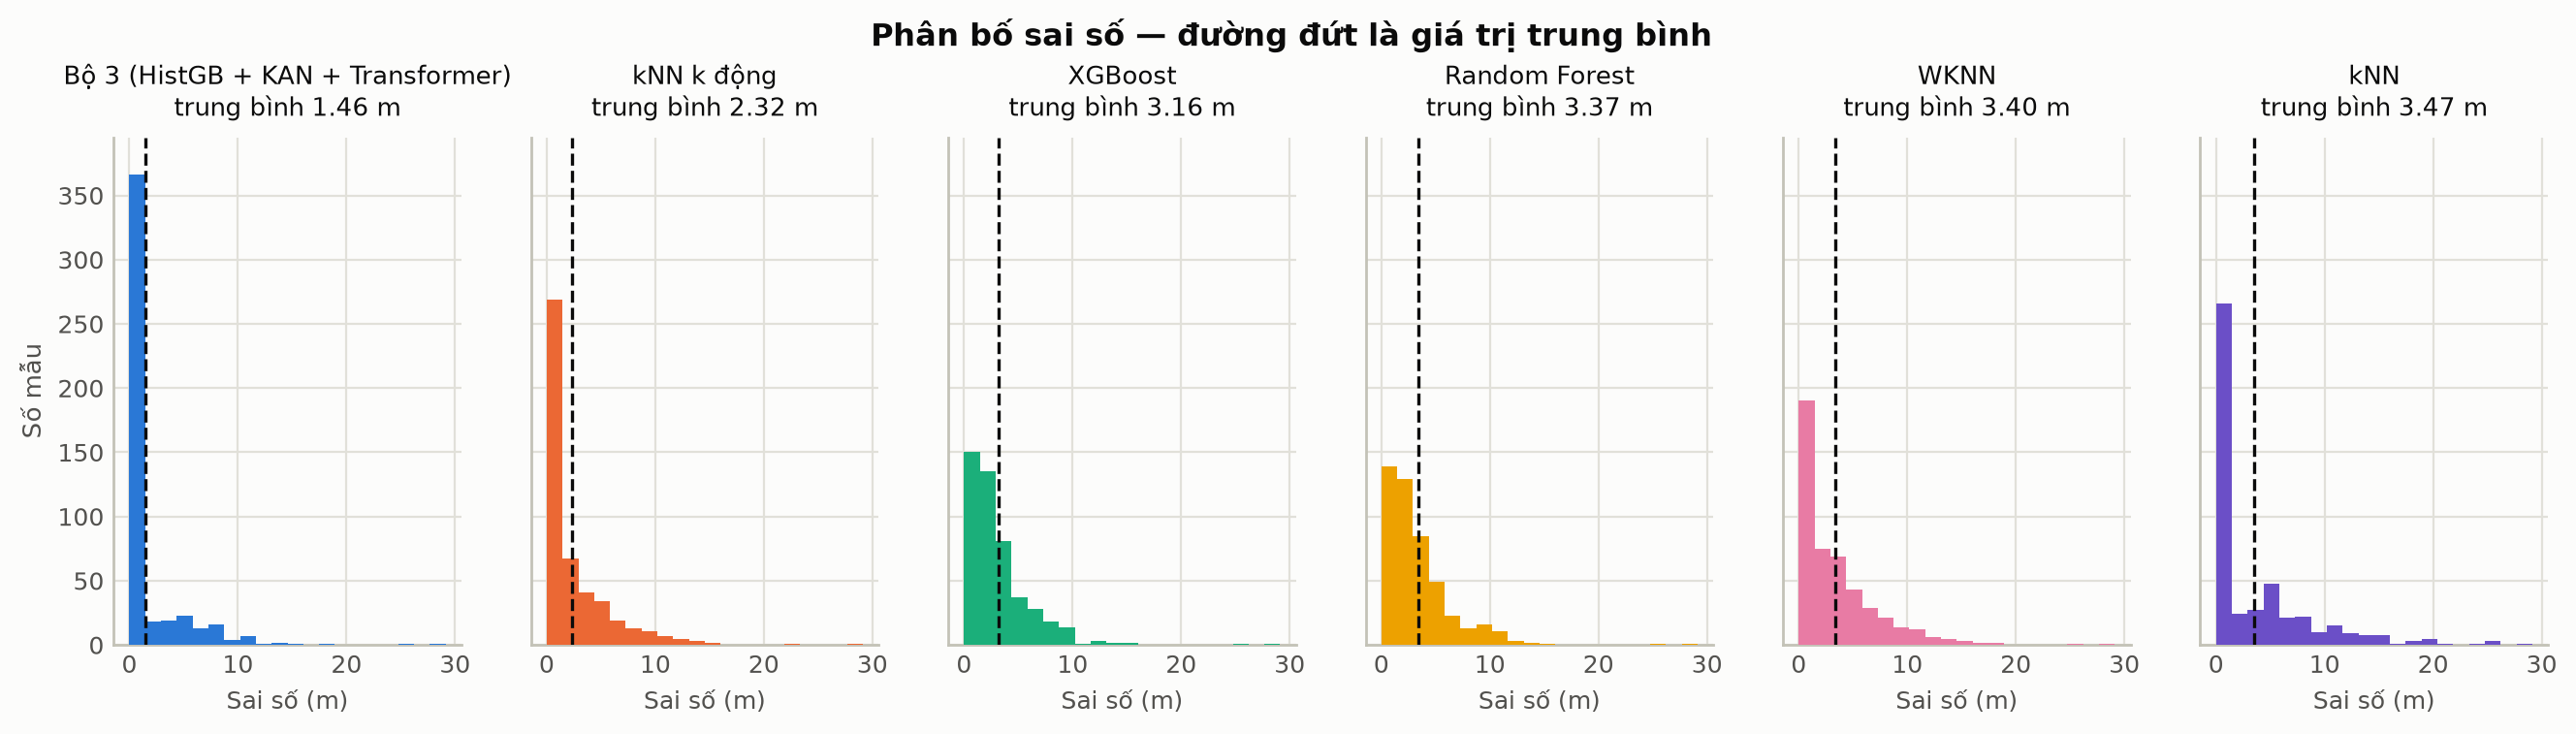 Phân bố sai số — đường đứt là giá trị trung bình
Bộ 3 (HistGB + KAN + Transformer)
trung bình 1.46 m
kNN k động
trung bình 2.32 m
XGBoost
trung bình 3.16 m
Random Forest
trung bình 3.37 m
WKNN
trung bình 3.40 m
kNN
trung bình 3.47 m
Số mẫu
350
300
250
200
150
100
50
0
0 10 20 30
0 10 20 30
0 10 20 30
0 10 20 30
0 10 20 30
0 10 20 30
Sai số (m)
Sai số (m)
Sai số (m)
Sai số (m)
Sai số (m)
Sai số (m)